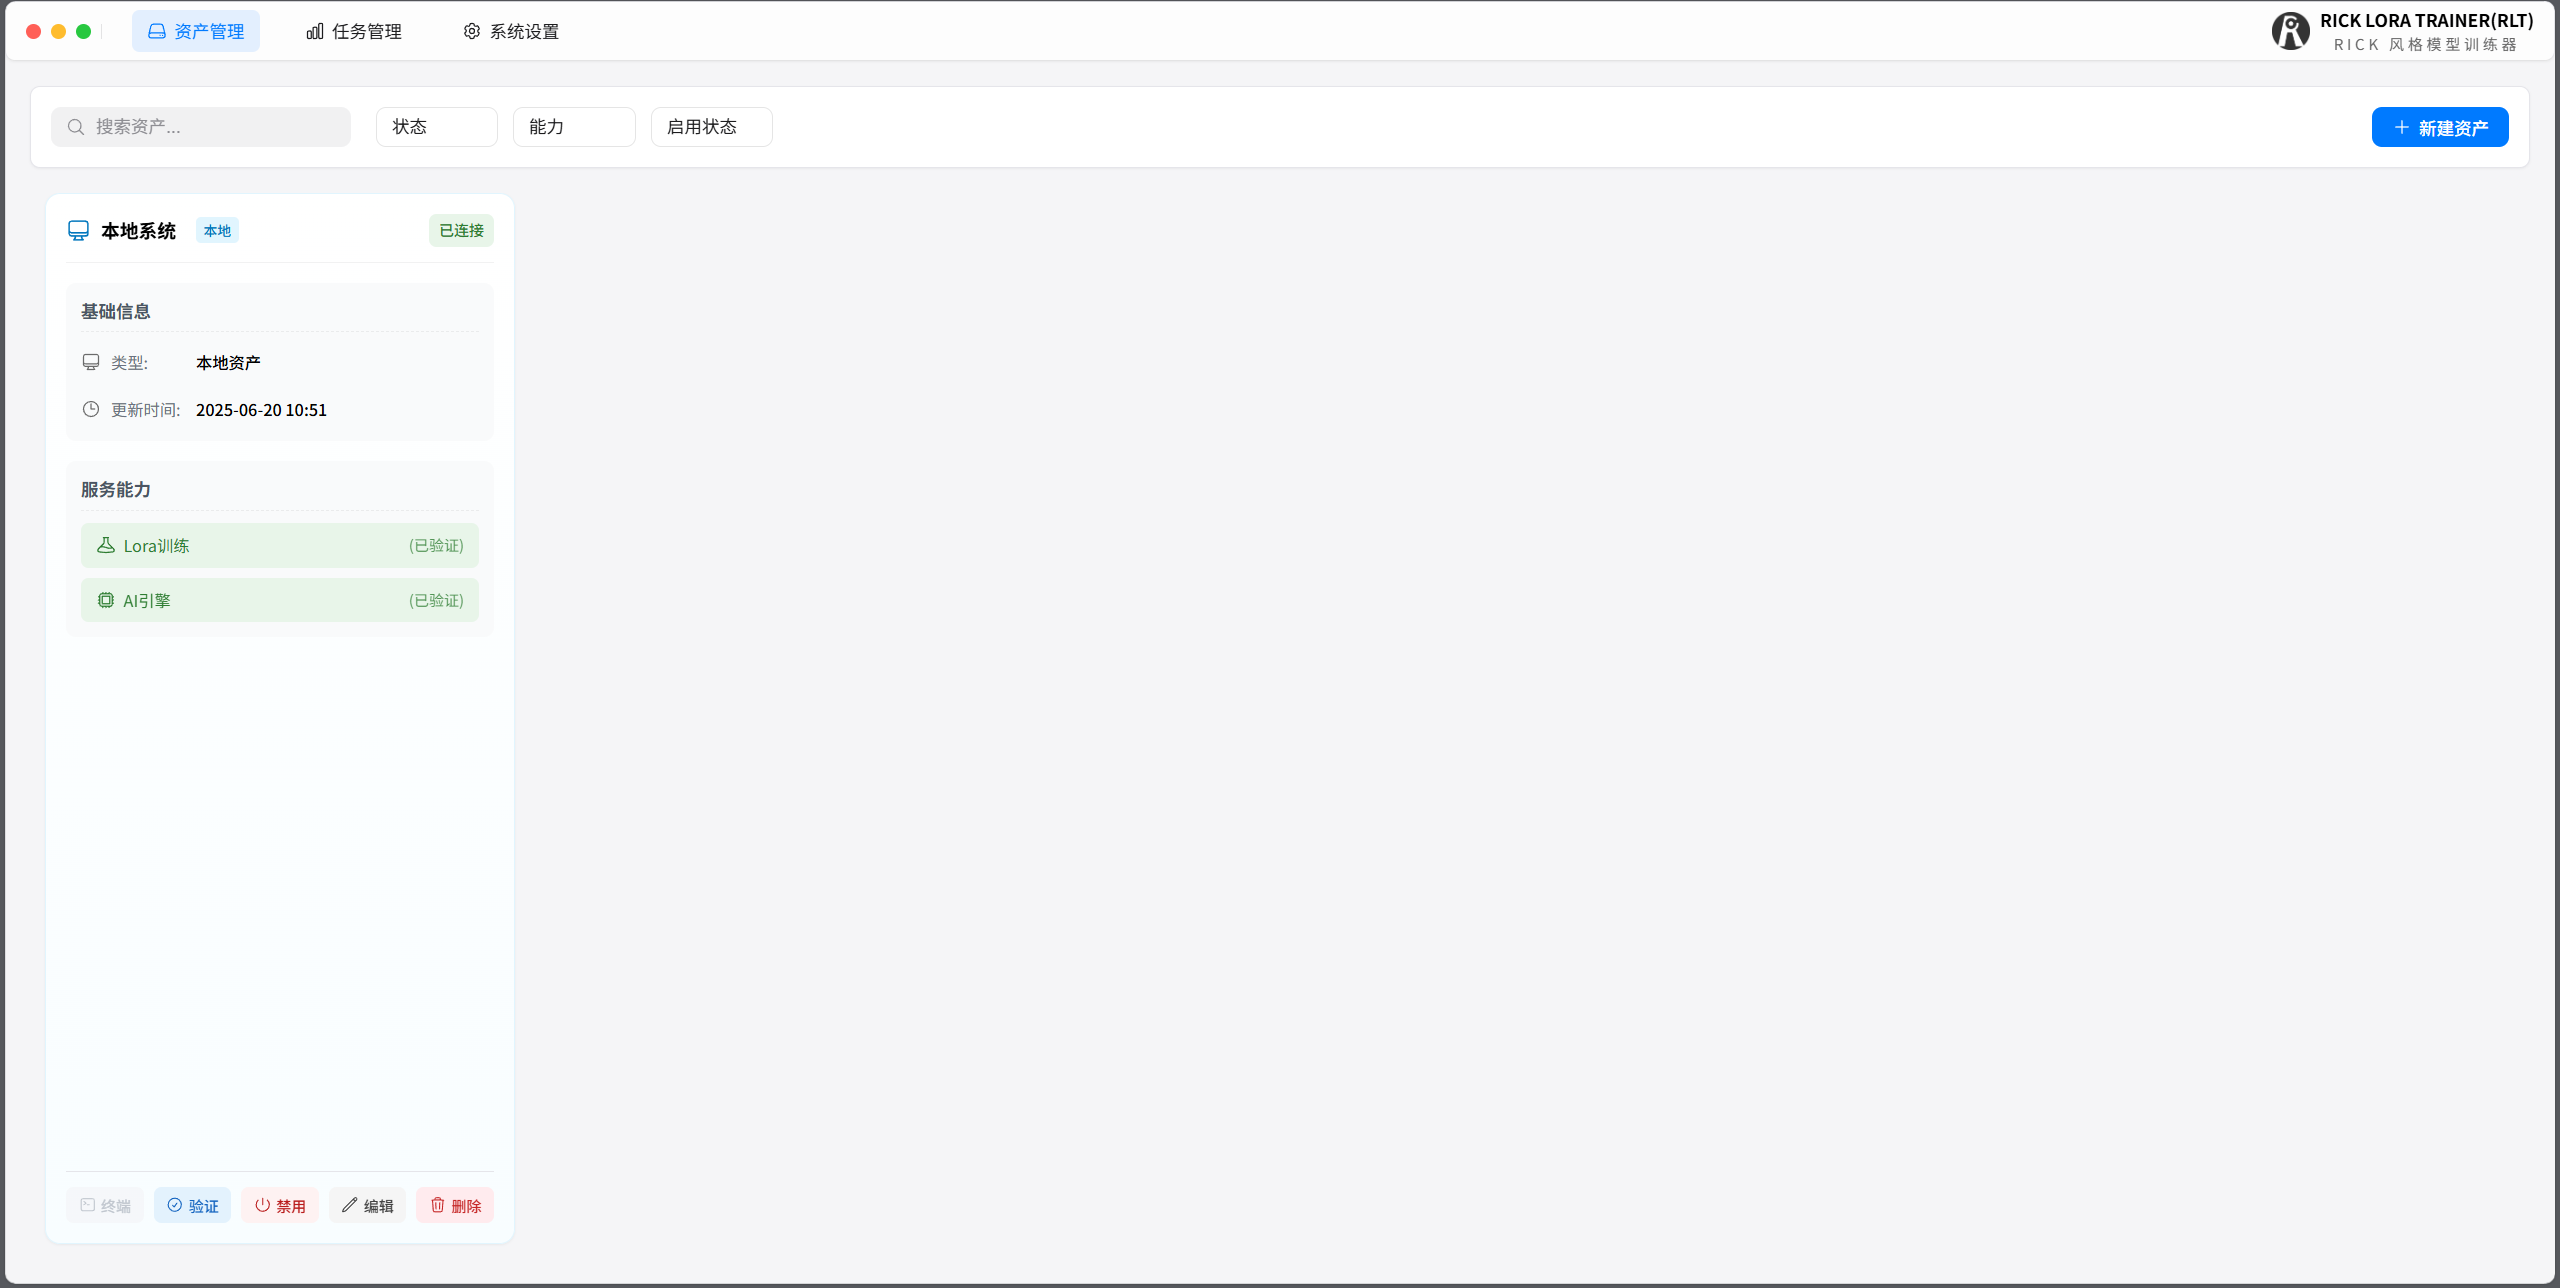 资产管理
任务管理
系统设置
RICK LORA TRAINER(RLT)
RICK 风格模型训练器
搜索资产...
状态
能力
启用状态
新建资产
本地系统
本地
已连接
基础信息
类型: 本地资产
更新时间: 2025-06-20 10:51
服务能力
Lora训练 (已验证)
AI引擎 (已验证)
终端
验证
禁用
编辑
删除